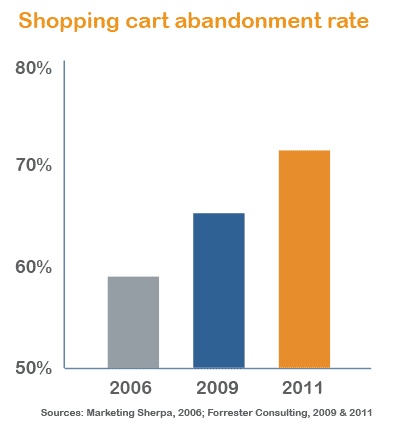 Shopping cart abandonment rate
80%
70%
60%
50%
2006 2009 2011
Sources: Marketing Sherpa, 2006; Forrester Consulting, 2009 & 2011